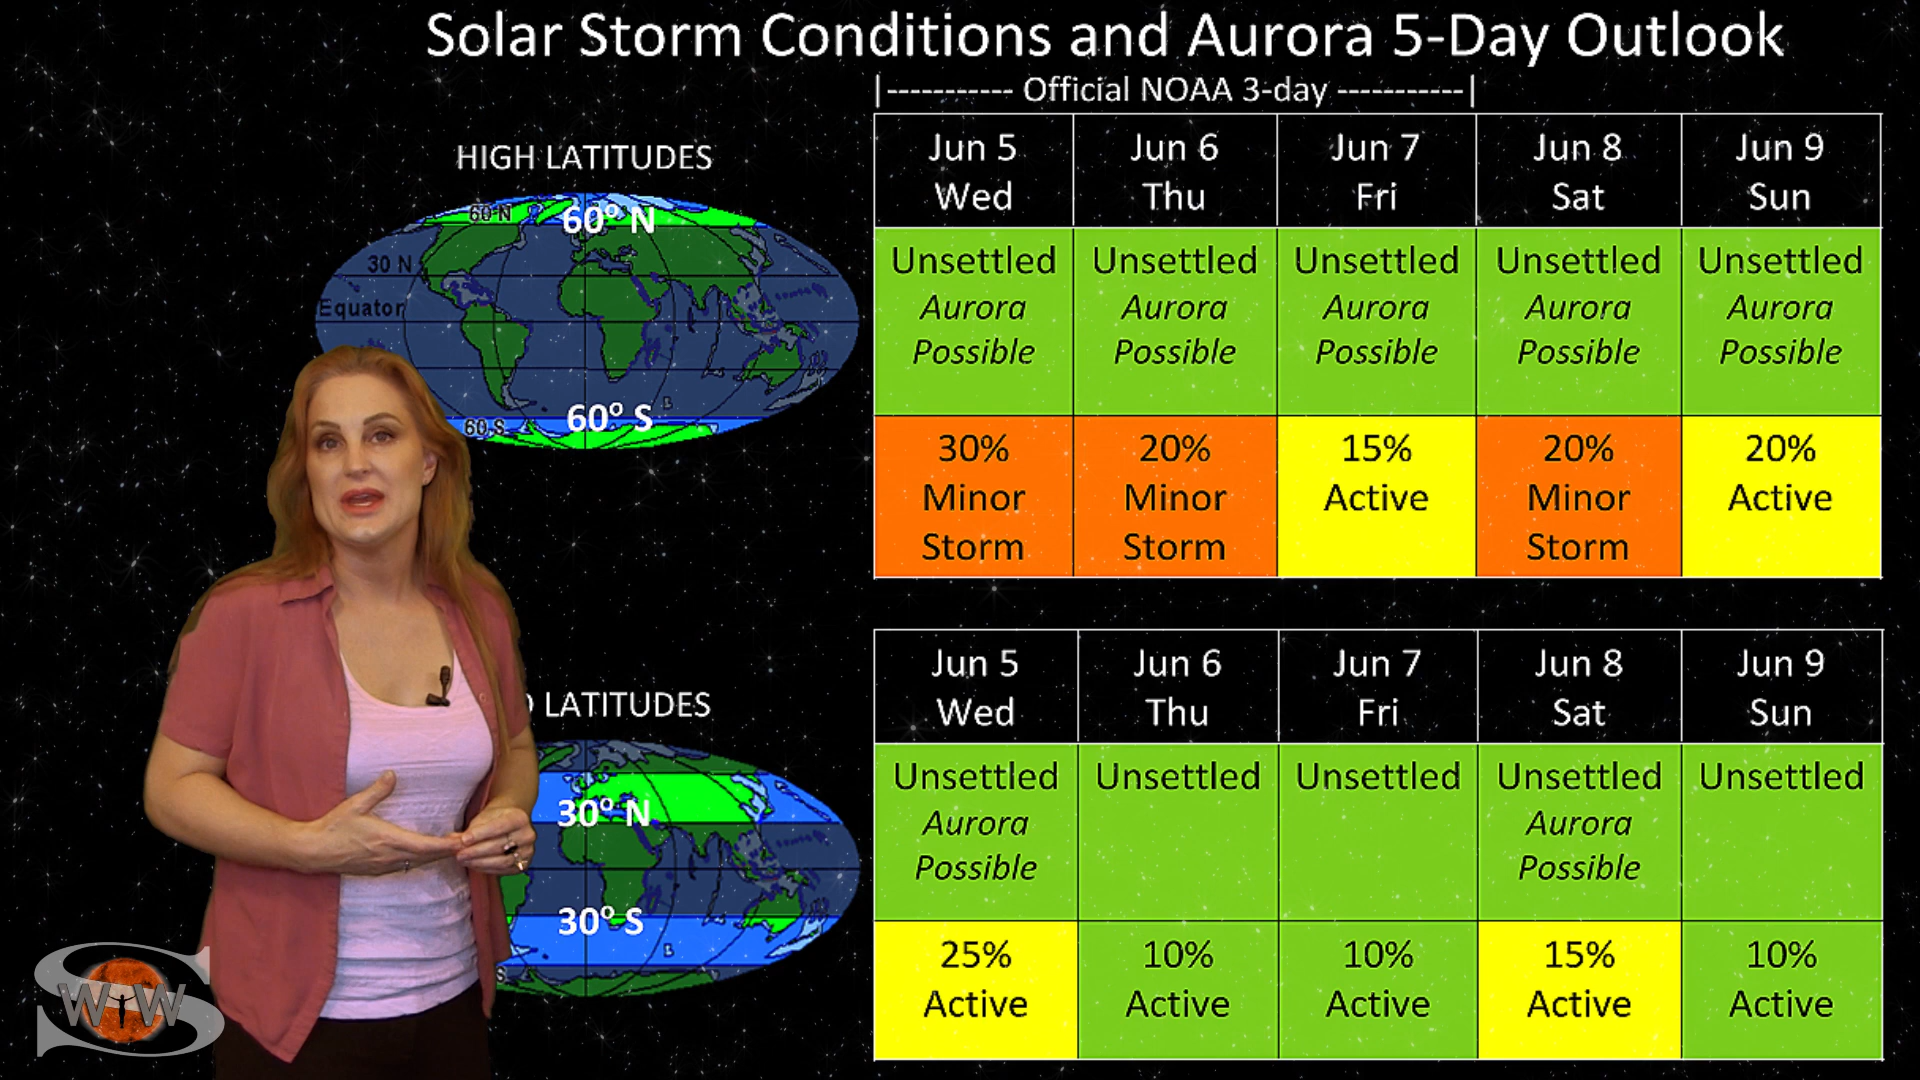 Solar Storm Conditions and Aurora 5-Day Outlook
|----------- Official NOAA 3-day -----------|
HIGH LATITUDES
60 N
60º N
30 N
Equator
60 S
60º S
Jun 5 Jun 6 Jun 7 Jun 8 Jun 9
Wed Thu Fri Sat Sun
Unsettled Unsettled Unsettled Unsettled Unsettled
Aurora Aurora Aurora Aurora Aurora
Possible Possible Possible Possible Possible
30% 20% 15% 20% 20%
Minor Minor Active Minor Active
Storm Storm Storm
LATITUDES
30º N
30º S
S
Jun 5 Jun 6 Jun 7 Jun 8 Jun 9
Wed Thu Fri Sat Sun
Unsettled Unsettled Unsettled Unsettled Unsettled
Aurora Aurora
Possible Possible
25% 10% 10% 15% 10%
Active Active Active Active Active
S
WW